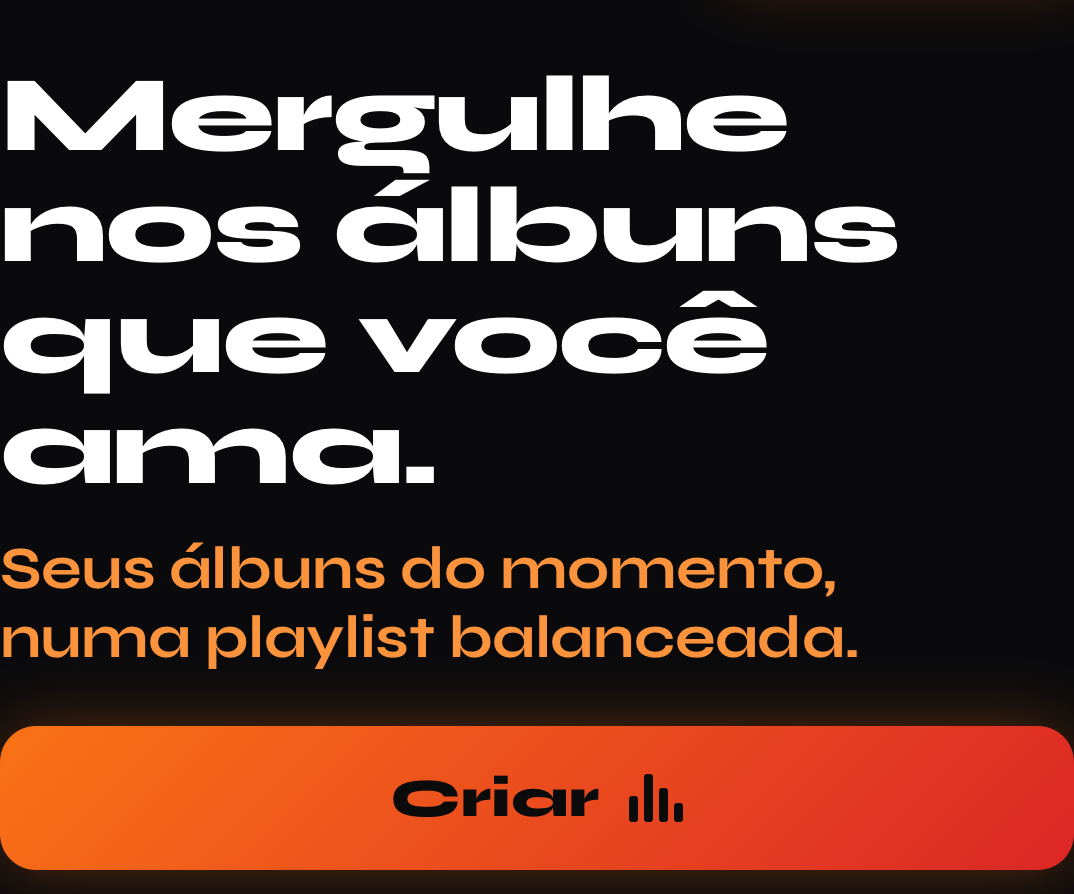 Mergulhe
nos álbuns
que você
ama.
Seus álbuns do momento,
numa playlist balanceada.
Criar